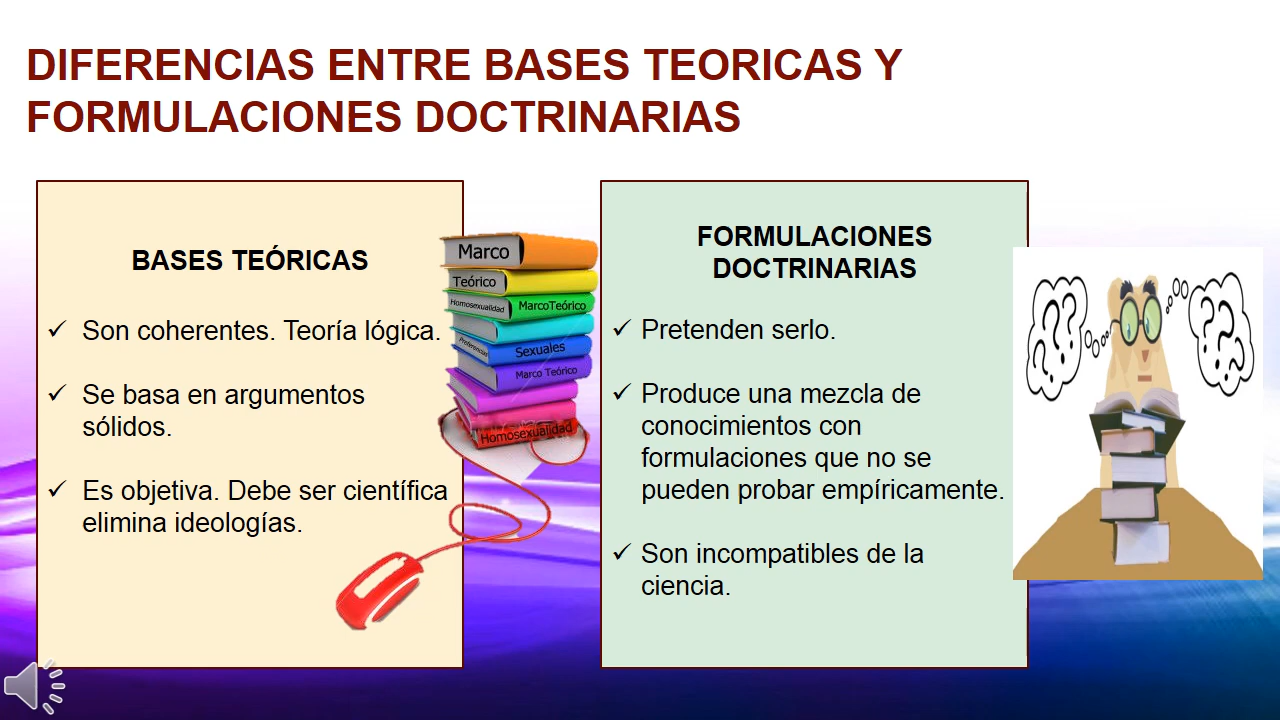 DIFERENCIAS ENTRE BASES TEORICAS Y
FORMULACIONES DOCTRINARIAS
BASES TEÓRICAS
✓ Son coherentes. Teoría lógica.
✓ Se basa en argumentos
sólidos.
✓ Es objetiva. Debe ser científica
elimina ideologías.
Marco
Teórico
Homosexualidad
MarcoTeórico
Preferencias
Sexuales
Marco Teórico
Homosexualidad
FORMULACIONES
DOCTRINARIAS
✓ Pretenden serlo.
✓ Produce una mezcla de
conocimientos con
formulaciones que no se
pueden probar empíricamente.
✓ Son incompatibles de la
ciencia.
???
???